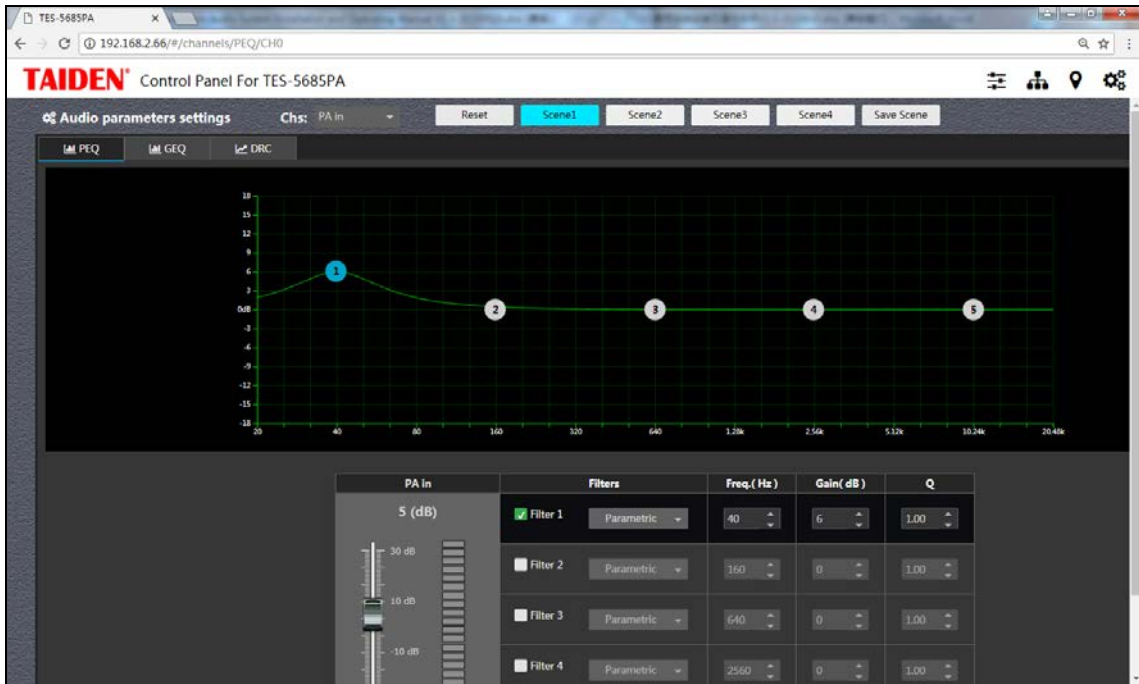 TES-5685PA
192.168.2.66/#/channels/PEQ/CH0
TAIDEN Control Panel For TES-5685PA
Audio parameters settings Chs: PA in Reset Scene1 Scene2 Scene3 Scene4 Save Scene
PEQ GEQ DRC
18
15
12
9
6
3
0dB
-3
-6
-9
-12
-15
-18
1
2
3
4
5
20 40 80 160 320 640 1.28k 2.56k 5.12k 10.24k 20.48k
PA in Filters Freq.( Hz ) Gain( dB ) Q
5 (dB)
Filter 1 Parametric 40 6 1.00
30 dB
Filter 2 Parametric 160 0 1.00
10 dB
Filter 3 Parametric 640 0 1.00
-10 dB
Filter 4 Parametric 2560 0 1.00